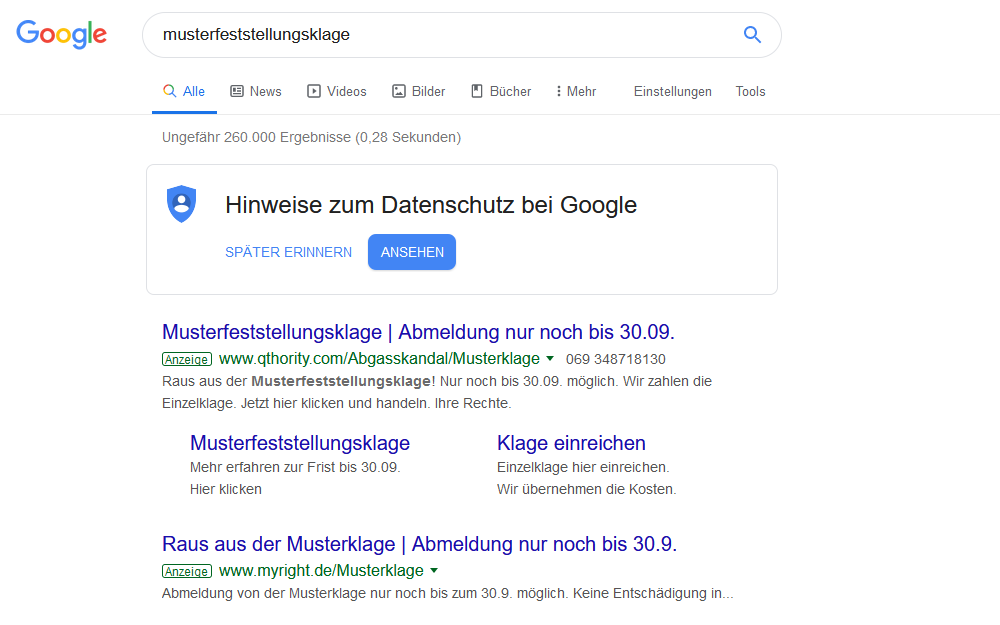 Google
musterfeststellungsklage
Alle News Videos Bilder Bücher Mehr Einstellungen Tools
Ungefähr 260.000 Ergebnisse (0,28 Sekunden)
Hinweise zum Datenschutz bei Google
SPÄTER ERINNERN ANSEHEN
Musterfeststellungsklage | Abmeldung nur noch bis 30.09.
Anzeige www.qthority.com/Abgasskandal/Musterklage 069 348718130
Raus aus der Musterfeststellungsklage! Nur noch bis 30.09. möglich. Wir zahlen die
Einzelklage. Jetzt hier klicken und handeln. Ihre Rechte.
Musterfeststellungsklage
Mehr erfahren zur Frist bis 30.09.
Hier klicken
Klage einreichen
Einzelklage hier einreichen.
Wir übernehmen die Kosten.
Raus aus der Musterklage | Abmeldung nur noch bis 30.9.
Anzeige www.myright.de/Musterklage
Abmeldung von der Musterklage nur noch bis zum 30.9. möglich. Keine Entschädigung in...